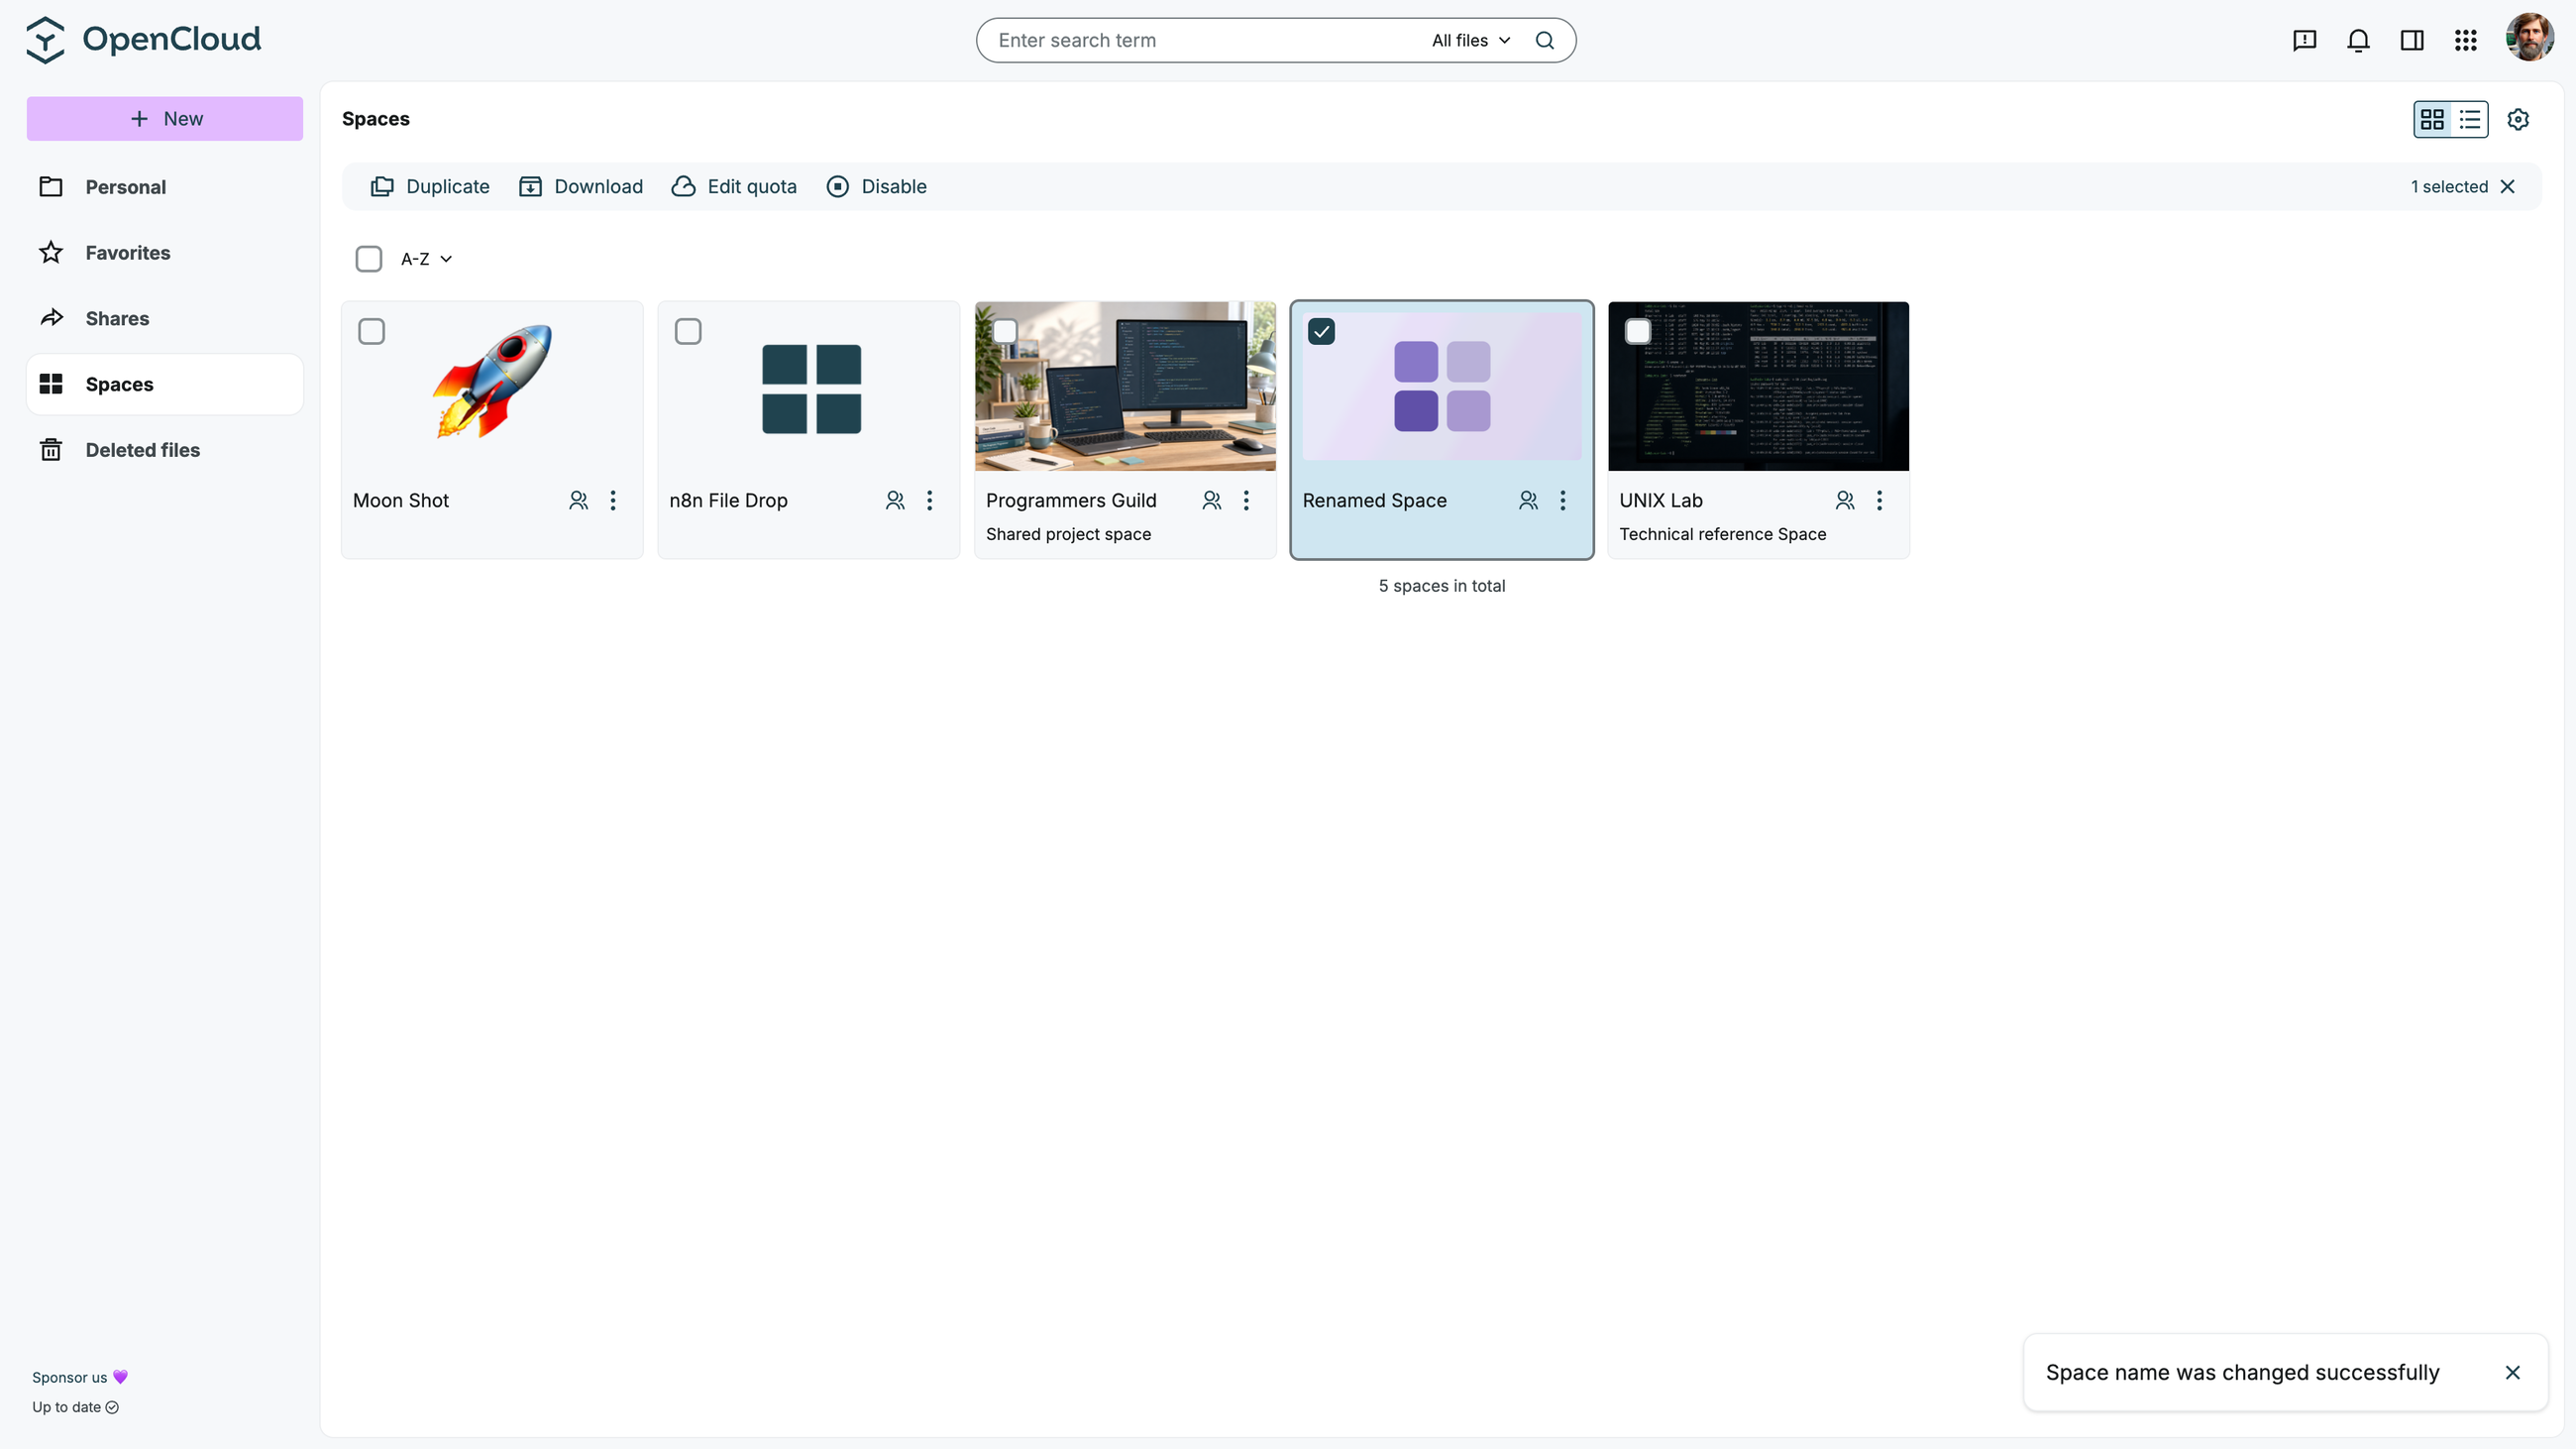 OpenCloud
Enter search term
All files
New
Personal
Favorites
Shares
Spaces
Deleted files
Spaces
Duplicate
Download
Edit quota
Disable
1 selected
A-Z
Moon Shot
n8n File Drop
Programmers Guild
Shared project space
Renamed Space
UNIX Lab
Technical reference Space
5 spaces in total
Sponsor us 💜
Up to date
Space name was changed successfully